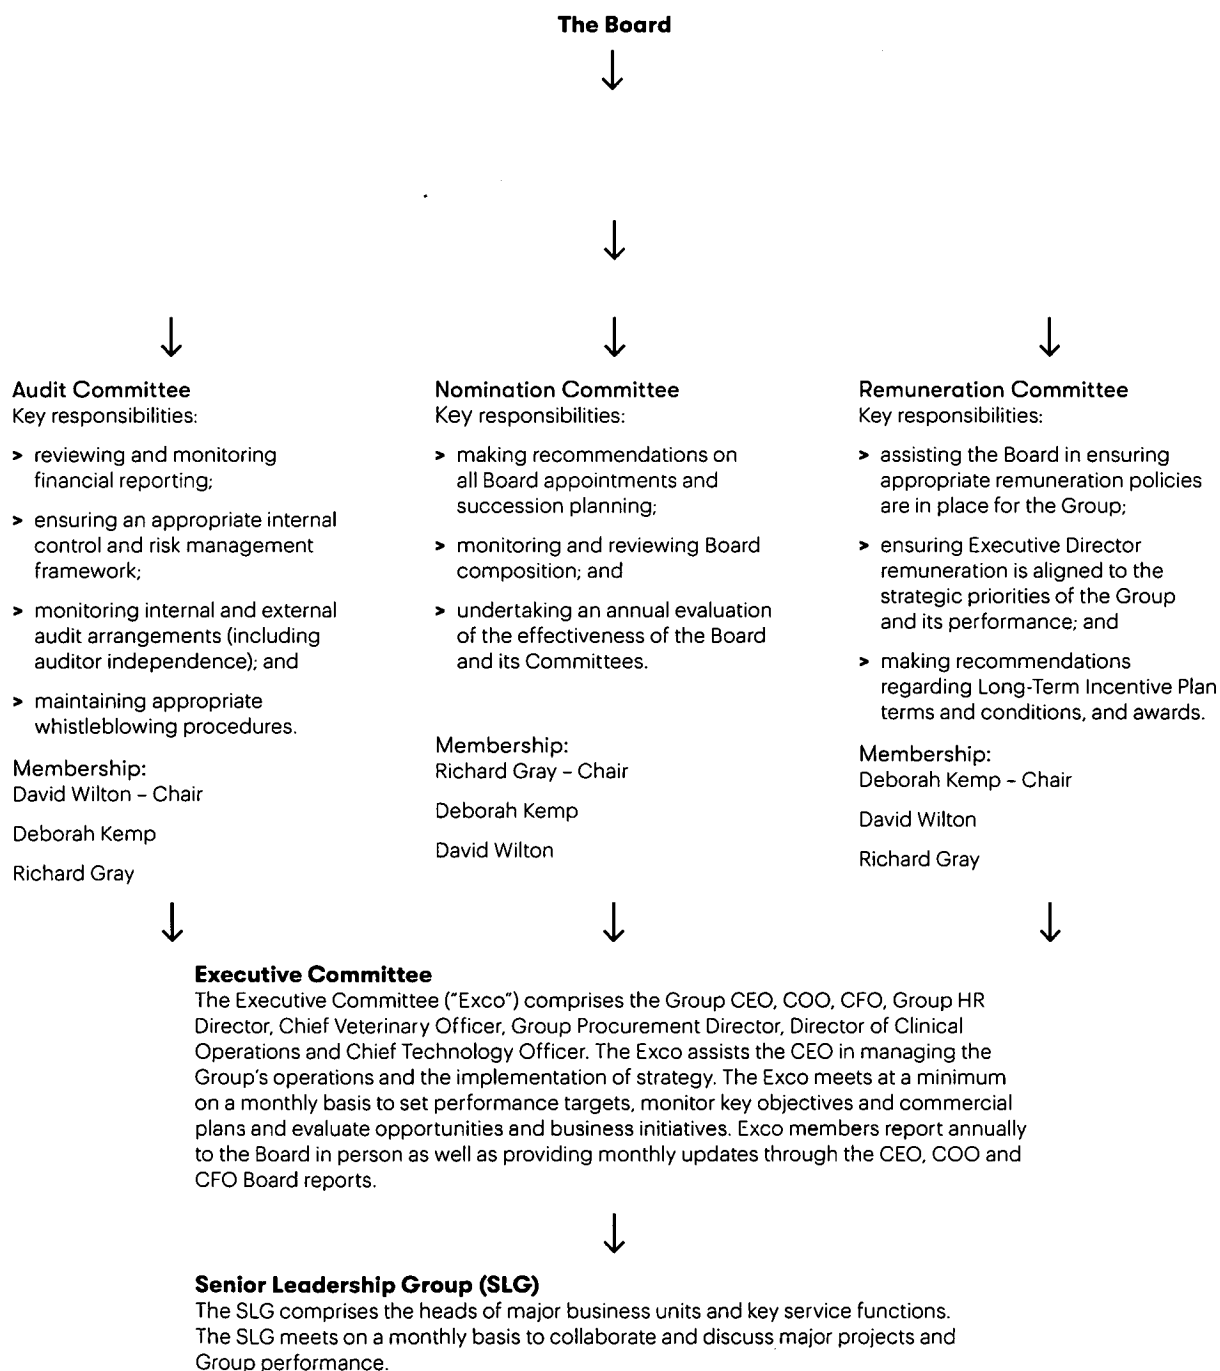 The Board
Audit Committee
Key responsibilities:
> reviewing and monitoring
financial reporting;
> ensuring an appropriate internal
control and risk management
framework;
> monitoring internal and external
audit arrangements (including
auditor independence); and
> maintaining appropriate
whistleblowing procedures.
Membership:
David Wilton – Chair
Deborah Kemp
Richard Gray
Nomination Committee
Key responsibilities:
> making recommendations on
all Board appointments and
succession planning;
> monitoring and reviewing Board
composition; and
> undertaking an annual evaluation
of the effectiveness of the Board
and its Committees.
Membership:
Richard Gray – Chair
Deborah Kemp
David Wilton
Remuneration Committee
Key responsibilities:
> assisting the Board in ensuring
appropriate remuneration policies
are in place for the Group;
> ensuring Executive Director
remuneration is aligned to the
strategic priorities of the Group
and its performance; and
> making recommendations
regarding Long-Term Incentive Plan
terms and conditions, and awards.
Membership:
Deborah Kemp – Chair
David Wilton
Richard Gray
Executive Committee
The Executive Committee ("Exco") comprises the Group CEO, COO, CFO, Group HR
Director, Chief Veterinary Officer, Group Procurement Director, Director of Clinical
Operations and Chief Technology Officer. The Exco assists the CEO in managing the
Group's operations and the implementation of strategy. The Exco meets at a minimum
on a monthly basis to set performance targets, monitor key objectives and commercial
plans and evaluate opportunities and business initiatives. Exco members report annually
to the Board in person as well as providing monthly updates through the CEO, COO and
CFO Board reports.
Senior Leadership Group (SLG)
The SLG comprises the heads of major business units and key service functions.
The SLG meets on a monthly basis to collaborate and discuss major projects and
Group performance.